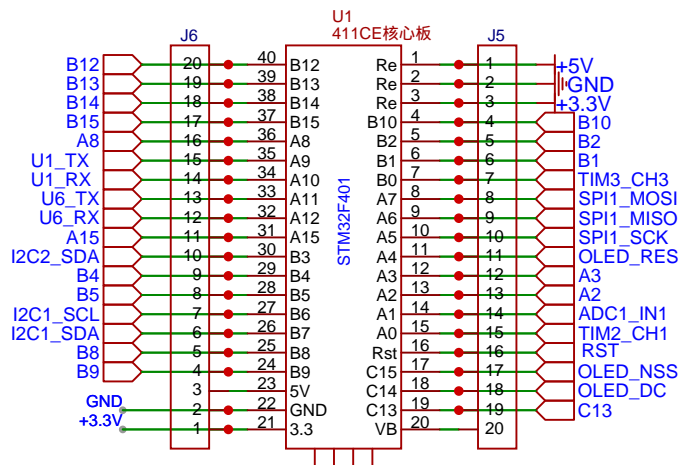 U1
411CE核心板
J6
J5
B12 20 40 B12 Re 1 1 +5V
B13 19 39 B13 Re 2 2 GND
B14 18 38 B14 Re 3 3 +3.3V
B15 17 37 B15 B10 4 4 B10
A8 16 36 A8 B2 5 5 B2
U1_TX 15 35 A9 B1 6 6 B1
U1_RX 14 34 A10 B0 7 7 TIM3_CH3
U6_TX 13 33 A11 A7 8 8 SPI1_MOSI
U6_RX 12 32 A12 A6 9 9 SPI1_MISO
A15 11 31 A15 A5 10 10 SPI1_SCK
I2C2_SDA 10 30 B3 A4 11 11 OLED_RES
B4 9 29 B4 A3 12 12 A3
B5 8 28 B5 A2 13 13 A2
I2C1_SCL 7 27 B6 A1 14 14 ADC1_IN1
I2C1_SDA 6 26 B7 A0 15 15 TIM2_CH1
B8 5 25 B8 Rst 16 16 RST
B9 4 24 B9 C15 17 17 OLED_NSS
3 23 5V C14 18 18 OLED_DC
GND 2 22 GND C13 19 19 C13
+3.3V 1 21 3.3 VB 20 20
STM32F401